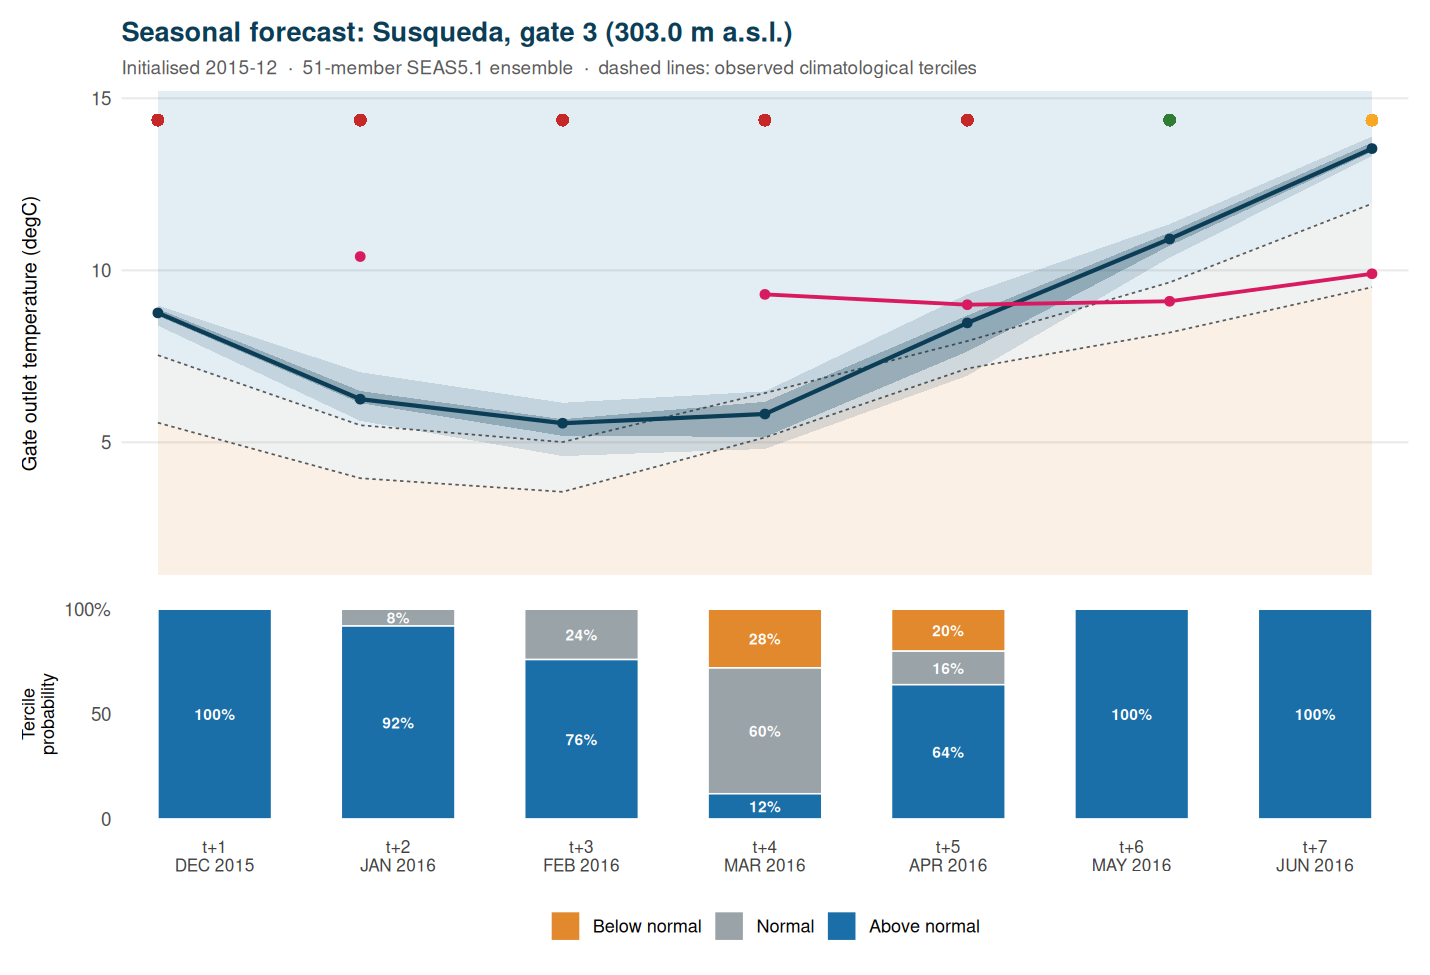 Seasonal forecast: Susqueda, gate 3 (303.0 m a.s.l.)
Initialised 2015-12 · 51-member SEAS5.1 ensemble · dashed lines: observed climatological terciles
Gate outlet temperature (degC)
15
10
5
Tercile
probability
100%
50
0
100%
8%
92%
24%
76%
28%
60%
12%
20%
16%
64%
100%
100%
t+1
DEC 2015
t+2
JAN 2016
t+3
FEB 2016
t+4
MAR 2016
t+5
APR 2016
t+6
MAY 2016
t+7
JUN 2016
Below normal
Normal
Above normal